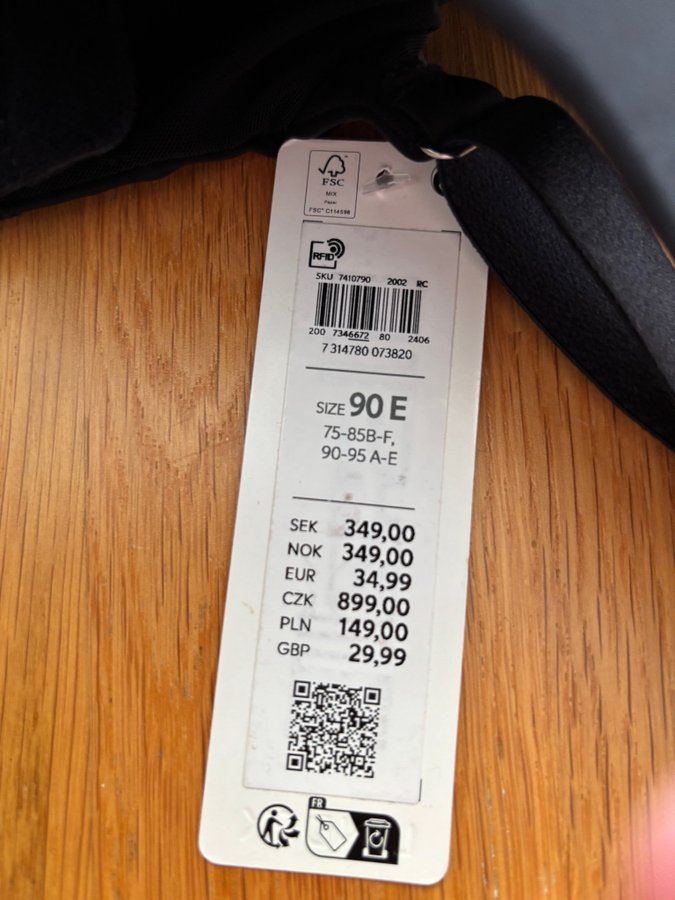 FSC
MIX
Paper
FSC® C114598
RFID
SKU 7410790 2002 RC
200 7346672 80 2406
7 314780 073820
SIZE 90 E
75-85B-F,
90-95 A-E
SEK 349,00
NOK 349,00
EUR 34,99
CZK 899,00
PLN 149,00
GBP 29,99
FR